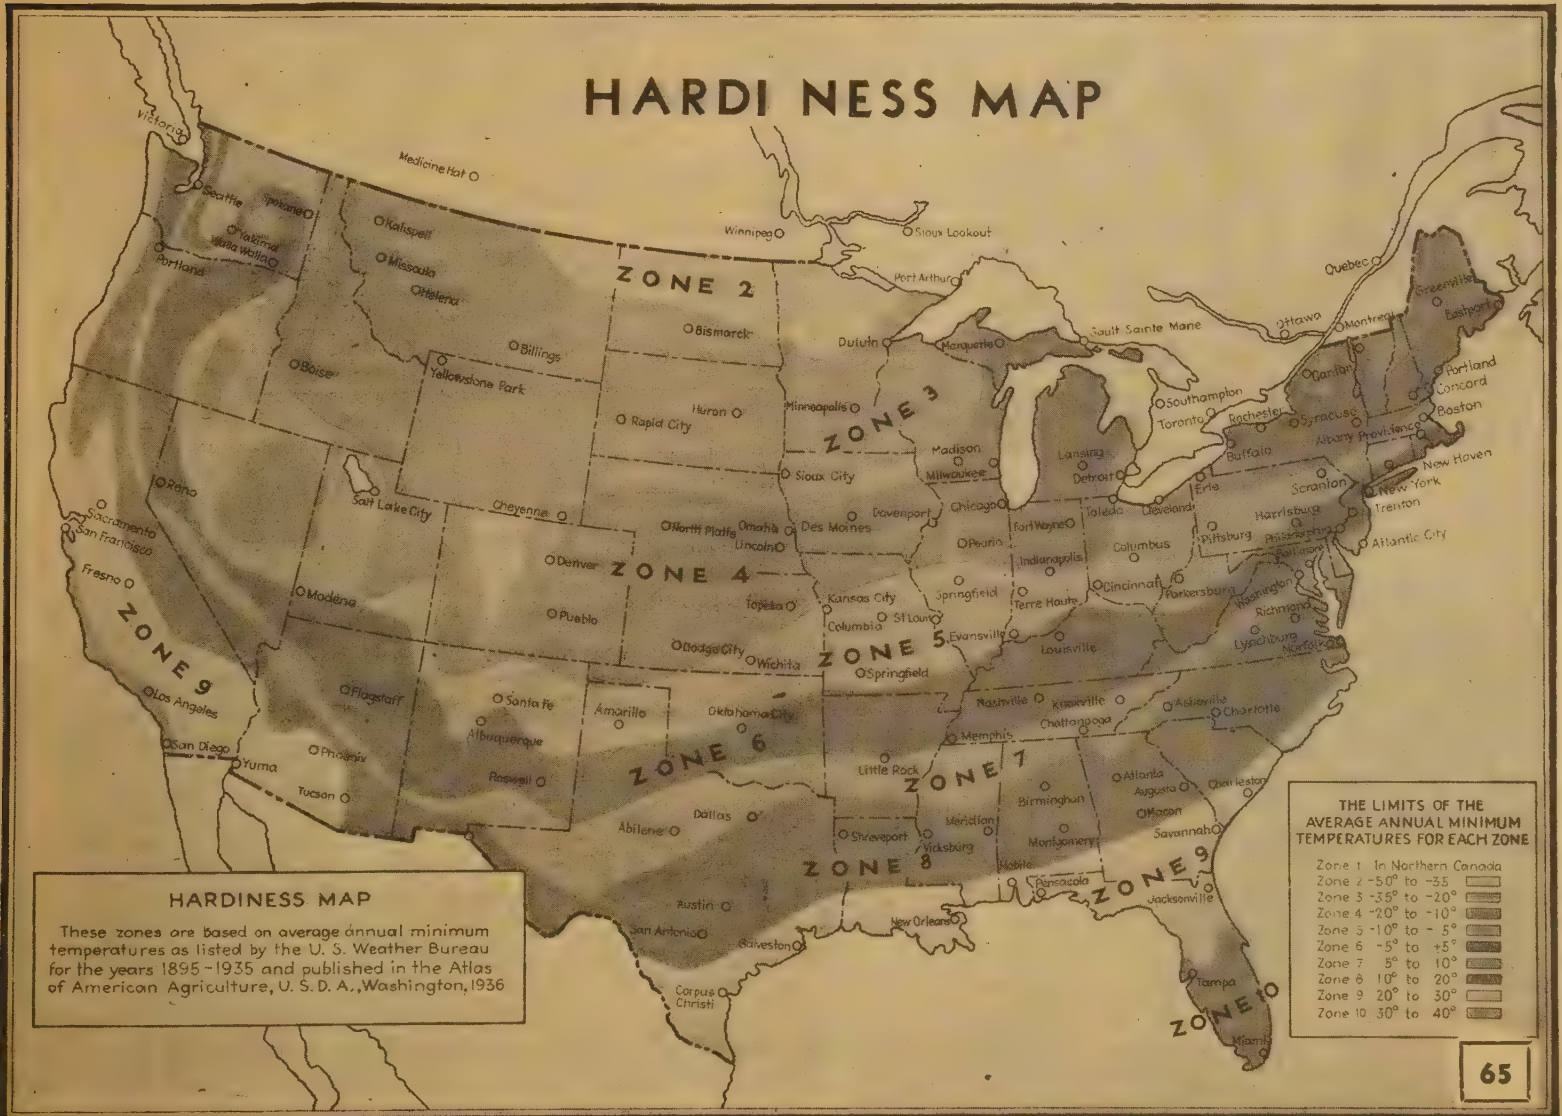 HARDI NESS MAP
Victoria
Medicine Hat
Winnipeg
Sioux Lookout
Port Arthur
Quebec
Ottawa
Montreal
Sault Sainte Marie
Seattle
Spokane
Yakima
Walla Walla
Portland
Kalispell
Missoula
Helena
Billings
Boise
Yellowstone Park
ZONE 2
Bismarck
Duluth
Marquette
Greenville
Eastport
Canton
Portland
Concord
Boston
Southampton
Toronto
Rochester
Syracuse
Albany
Providence
Buffalo
New Haven
Rapid City
Huron
Minneapolis
ZONE 3
Madison
Milwaukee
Lansing
Detroit
Sioux City
Reno
Sacramento
San Francisco
Fresno
Salt Lake City
Cheyenne
North Platte
Omaha
Lincoln
Des Moines
Davenport
Chicago
Fort Wayne
Toledo
Cleveland
Erie
Scranton
New York
Trenton
Harrisburg
Pittsburg
Philadelphia
Atlantic City
Denver
ZONE 4
Peoria
Indianapolis
Columbus
Cincinnati
Parkersburg
Washington
Richmond
Lynchburg
Norfolk
Modena
Pueblo
Topeka
Kansas City
Columbia
St Louis
Springfield
Terre Haute
Evansville
Louisville
Dodge City
Wichita
ZONE 5
Springfield
ZONE 9
Los Angeles
San Diego
Yuma
Flagstaff
Phoenix
Tucson
Santa Fe
Albuquerque
Roswell
Amarillo
Oklahoma City
ZONE 6
Nashville
Knoxville
Asheville
Charlotte
Chattanooga
Memphis
Little Rock
ZONE 7
Atlanta
Augusta
Charleston
Birmingham
Macon
Savannah
Dallas
Abilene
Shreveport
Meridian
Vicksburg
Montgomery
ZONE 8
Mobile
Pensacola
ZONE 9
Jacksonville
Austin
San Antonio
Galveston
New Orleans
Corpus
Christi
Tampa
ZONE 10
Miami
HARDINESS MAP
These zones are based on average annual minimum
temperatures as listed by the U. S. Weather Bureau
for the years 1895-1935 and published in the Atlas
of American Agriculture, U. S. D. A., Washington, 1936
THE LIMITS OF THE
AVERAGE ANNUAL MINIMUM
TEMPERATURES FOR EACH ZONE
Zone 1 In Northern Canada
Zone 2 -50° to -35
Zone 3 -35° to -20°
Zone 4 -20° to -10°
Zone 5 -10° to - 5°
Zone 6 -5° to +5°
Zone 7 5° to 10°
Zone 8 10° to 20°
Zone 9 20° to 30°
Zone 10 30° to 40°
65